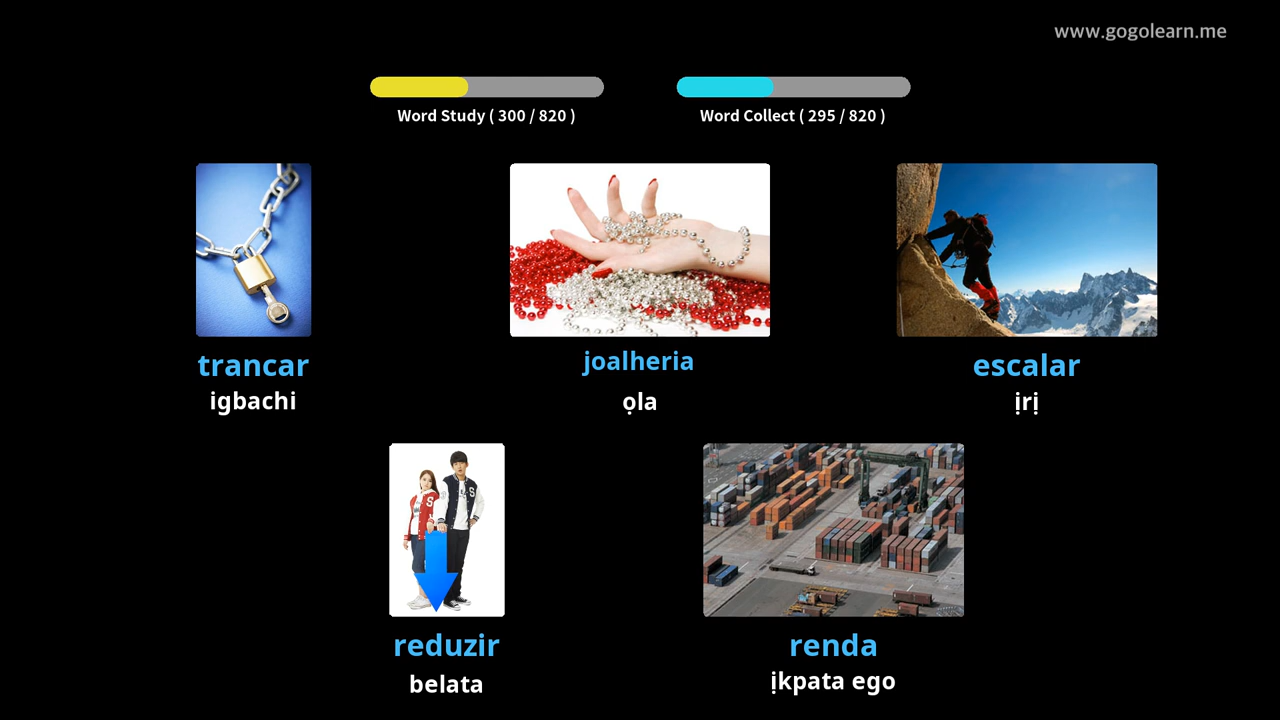 www.gogolearn.me
Word Study ( 300 / 820 )
Word Collect ( 295 / 820 )
trancar
igbachi
joalheria
ọla
escalar
ịrị
S
S
reduzir
belata
renda
ịkpata ego